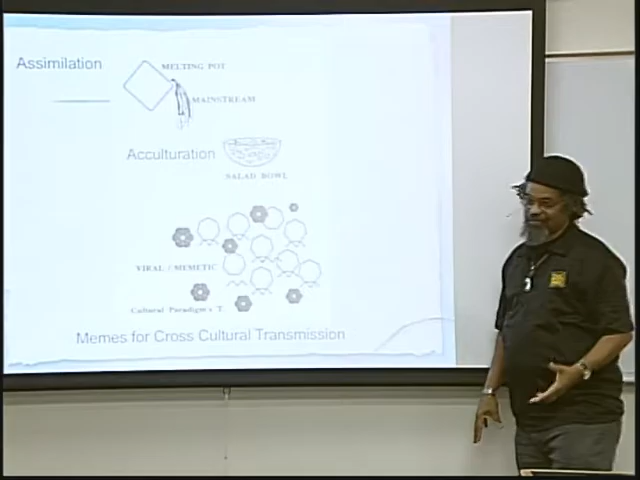 Assimilation
MELTING POT
MAINSTREAM
Acculturation
SALAD BOWL
VIRAL / MEMETIC
Cultural Paradigm's T.
Memes for Cross Cultural Transmission